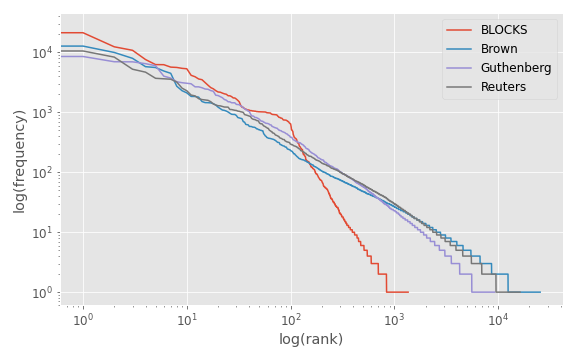 BLOCKS
Brown
Guthenberg
Reuters
log(frequency)
10^4
10^3
10^2
10^1
10^0
10^0 10^1 10^2 10^3 10^4
log(rank)